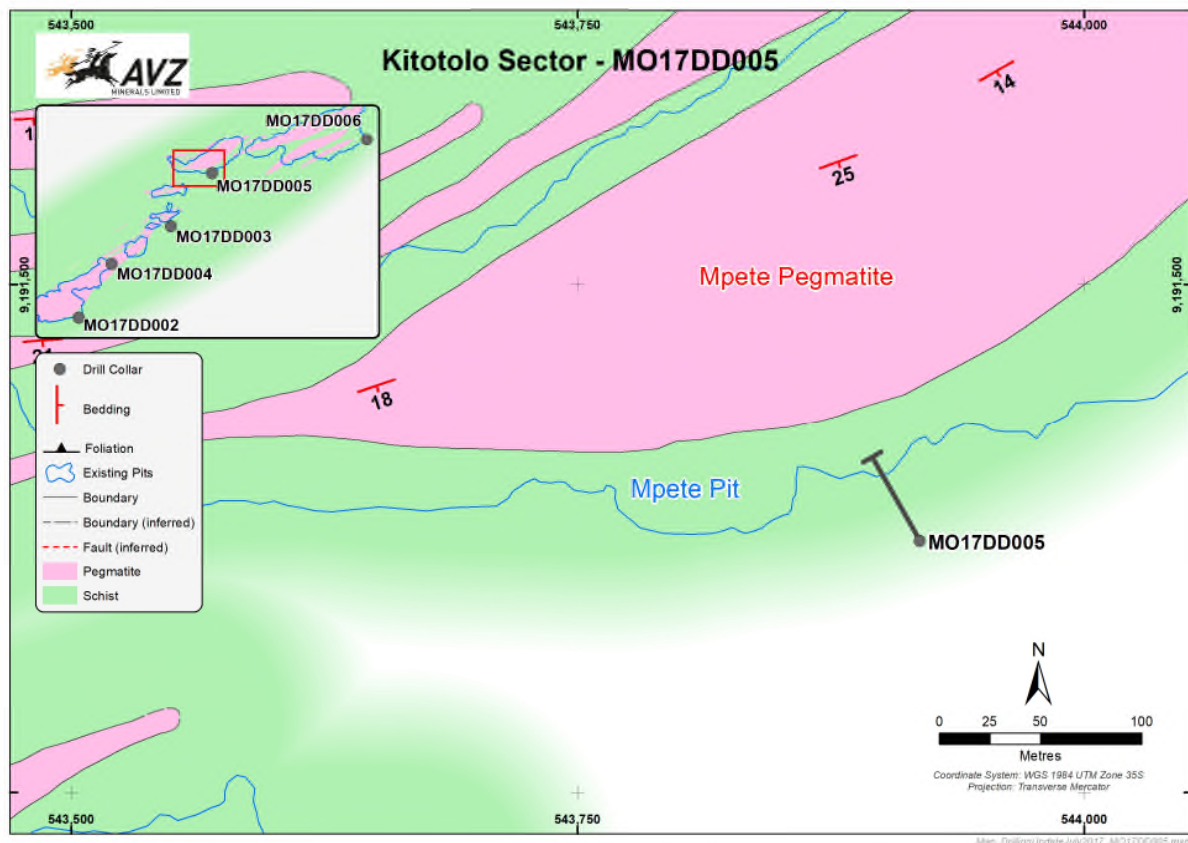 543,500
543,750
544,000
AVZ
MINERALS LIMITED
Kitotolo Sector - MO17DD005
14
25
18
MO17DD006
MO17DD005
MO17DD003
MO17DD004
MO17DD002
9,191,500
9,191,500
Mpete Pegmatite
Drill Collar
Bedding
Foliation
Existing Pits
Boundary
Boundary (inferred)
Fault (inferred)
Pegmatite
Schist
Mpete Pit
MO17DD005
N
0 25 50 100
Metres
Coordinate System: WGS 1984 UTM Zone 35S
Projection: Transverse Mercator
543,500
543,750
544,000